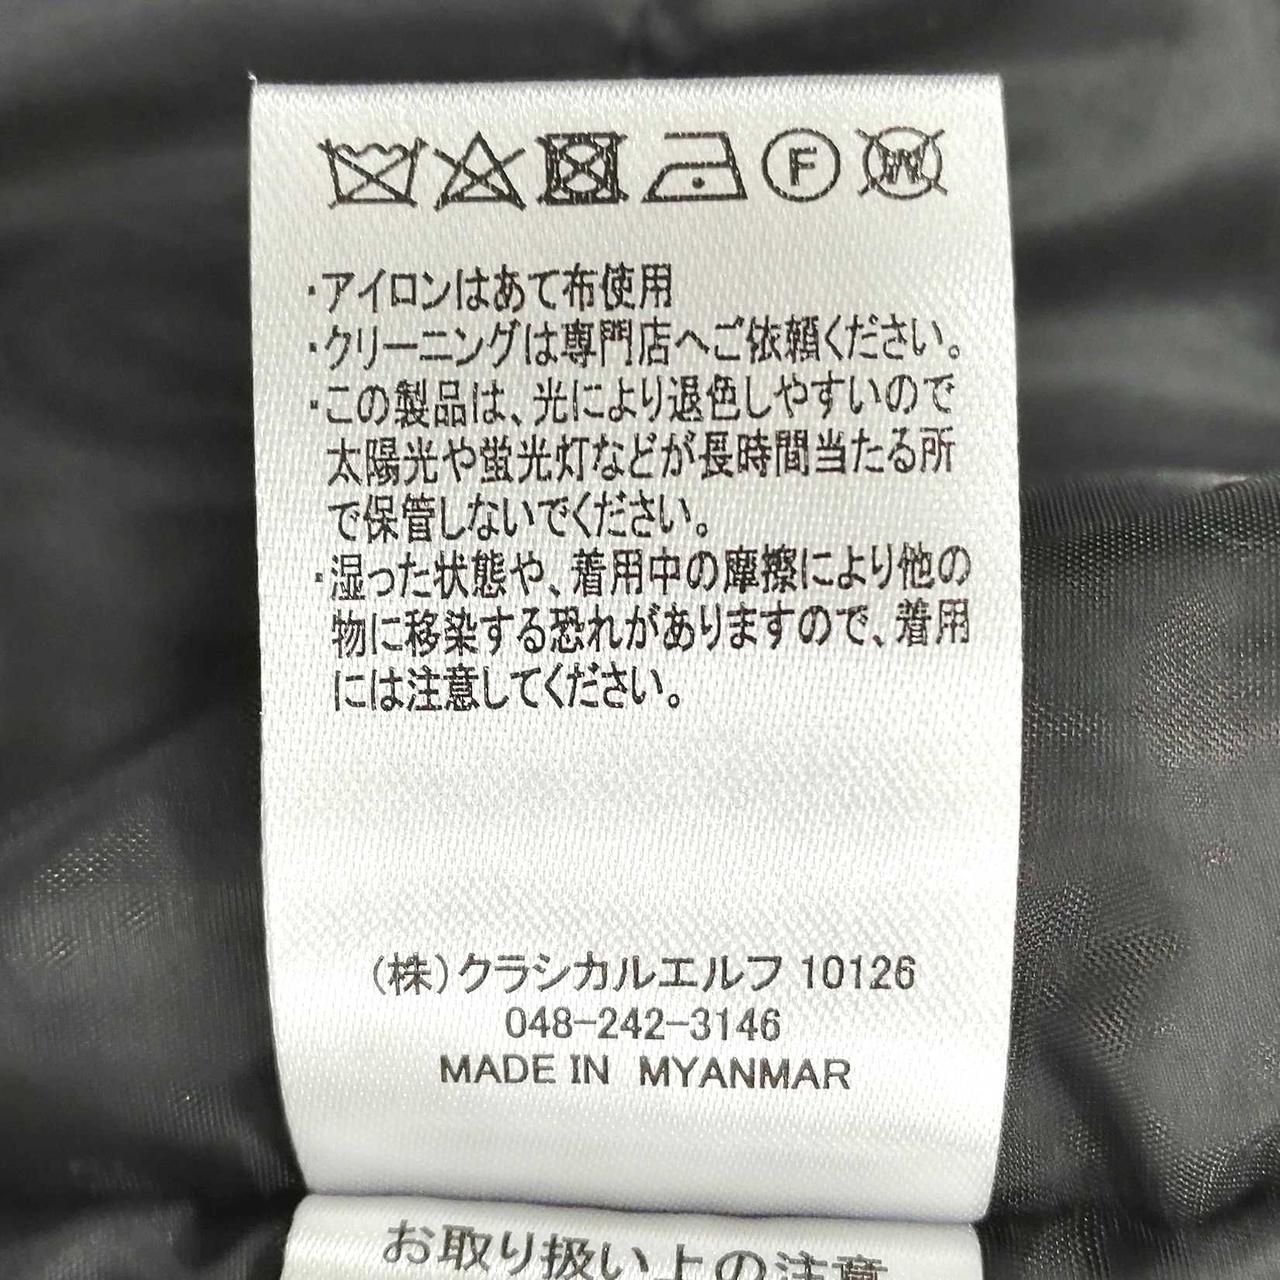 F W
・アイロンはあて布使用
・クリーニングは専門店へご依頼ください。
・この製品は、光により退色しやすいので
太陽光や蛍光灯などが長時間当たる所
で保管しないでください。
・湿った状態や、着用中の摩擦により他の
物に移染する恐れがありますので、着用
には注意してください。
(株)クラシカルエルフ 10126
048-242-3146
MADE IN MYANMAR
お取り扱い上の注意